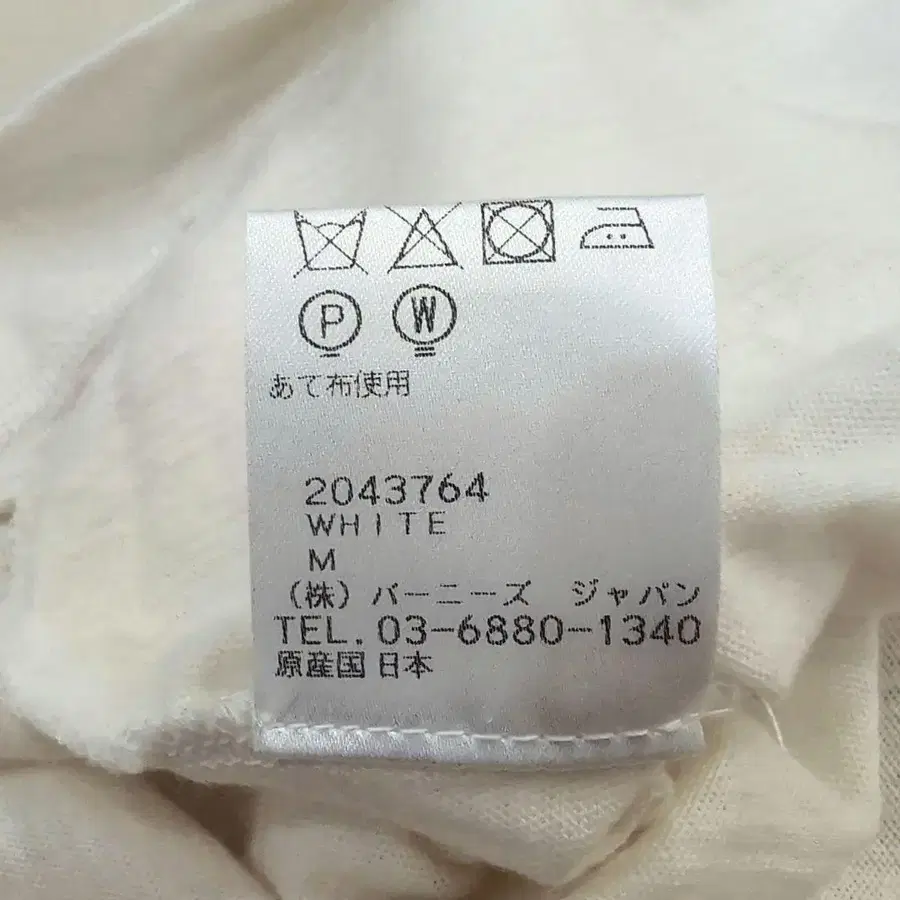 P W
あて布使用
2043764
WHITE
M
(株) バーニーズ ジャパン
TEL. 03-6880-1340
原産国 日本